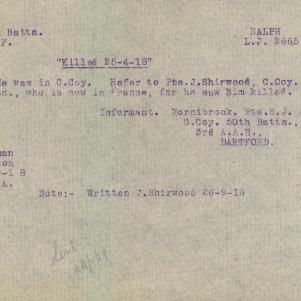 Battn. RALPH
F. L.J. 2665
"Killed 25-4-18"
e was in C.Coy. Refer to Pte.J.Shirwood, C.Coy.
n., who is now in France, for he saw him killed.
Informant. Hornibrook. Pte.H.J.
C.Coy. 50th Battn.,
3rd A.A.H.,
DARTFORD.
man
on
-1 8
A.
Note:- Written J.Shirwood 26-9-18